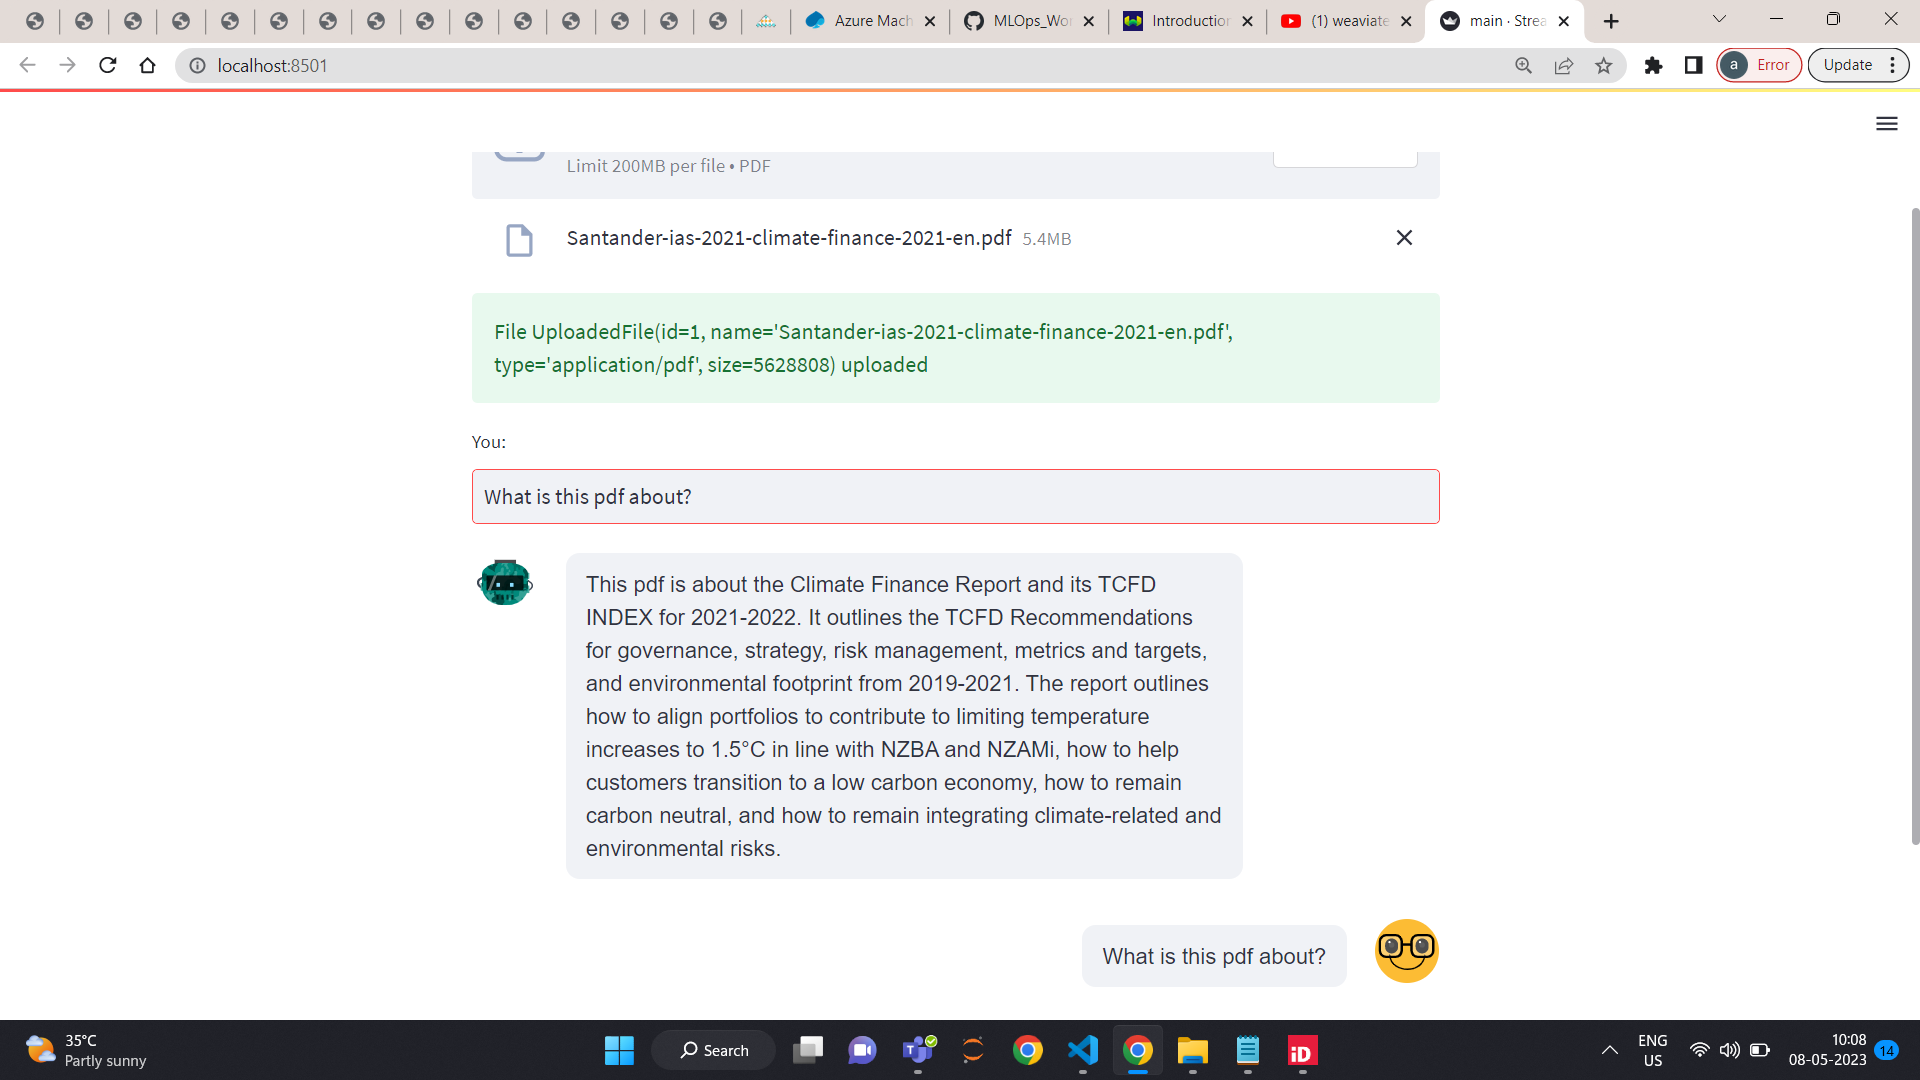 Azure Mach
MLOps_Wor
Introduction
(1) weaviate
main · Strea
localhost:8501
a
Error
Update
Limit 200MB per file • PDF
Santander-ias-2021-climate-finance-2021-en.pdf 5.4MB
File UploadedFile(id=1, name='Santander-ias-2021-climate-finance-2021-en.pdf',
type='application/pdf', size=5628808) uploaded
You:
What is this pdf about?
This pdf is about the Climate Finance Report and its TCFD
INDEX for 2021-2022. It outlines the TCFD Recommendations
for governance, strategy, risk management, metrics and targets,
and environmental footprint from 2019-2021. The report outlines
how to align portfolios to contribute to limiting temperature
increases to 1.5°C in line with NZBA and NZAMi, how to help
customers transition to a low carbon economy, how to remain
carbon neutral, and how to remain integrating climate-related and
environmental risks.
What is this pdf about?
35°C
Partly sunny
Search
iD
ENG
US
10:08
08-05-2023
14